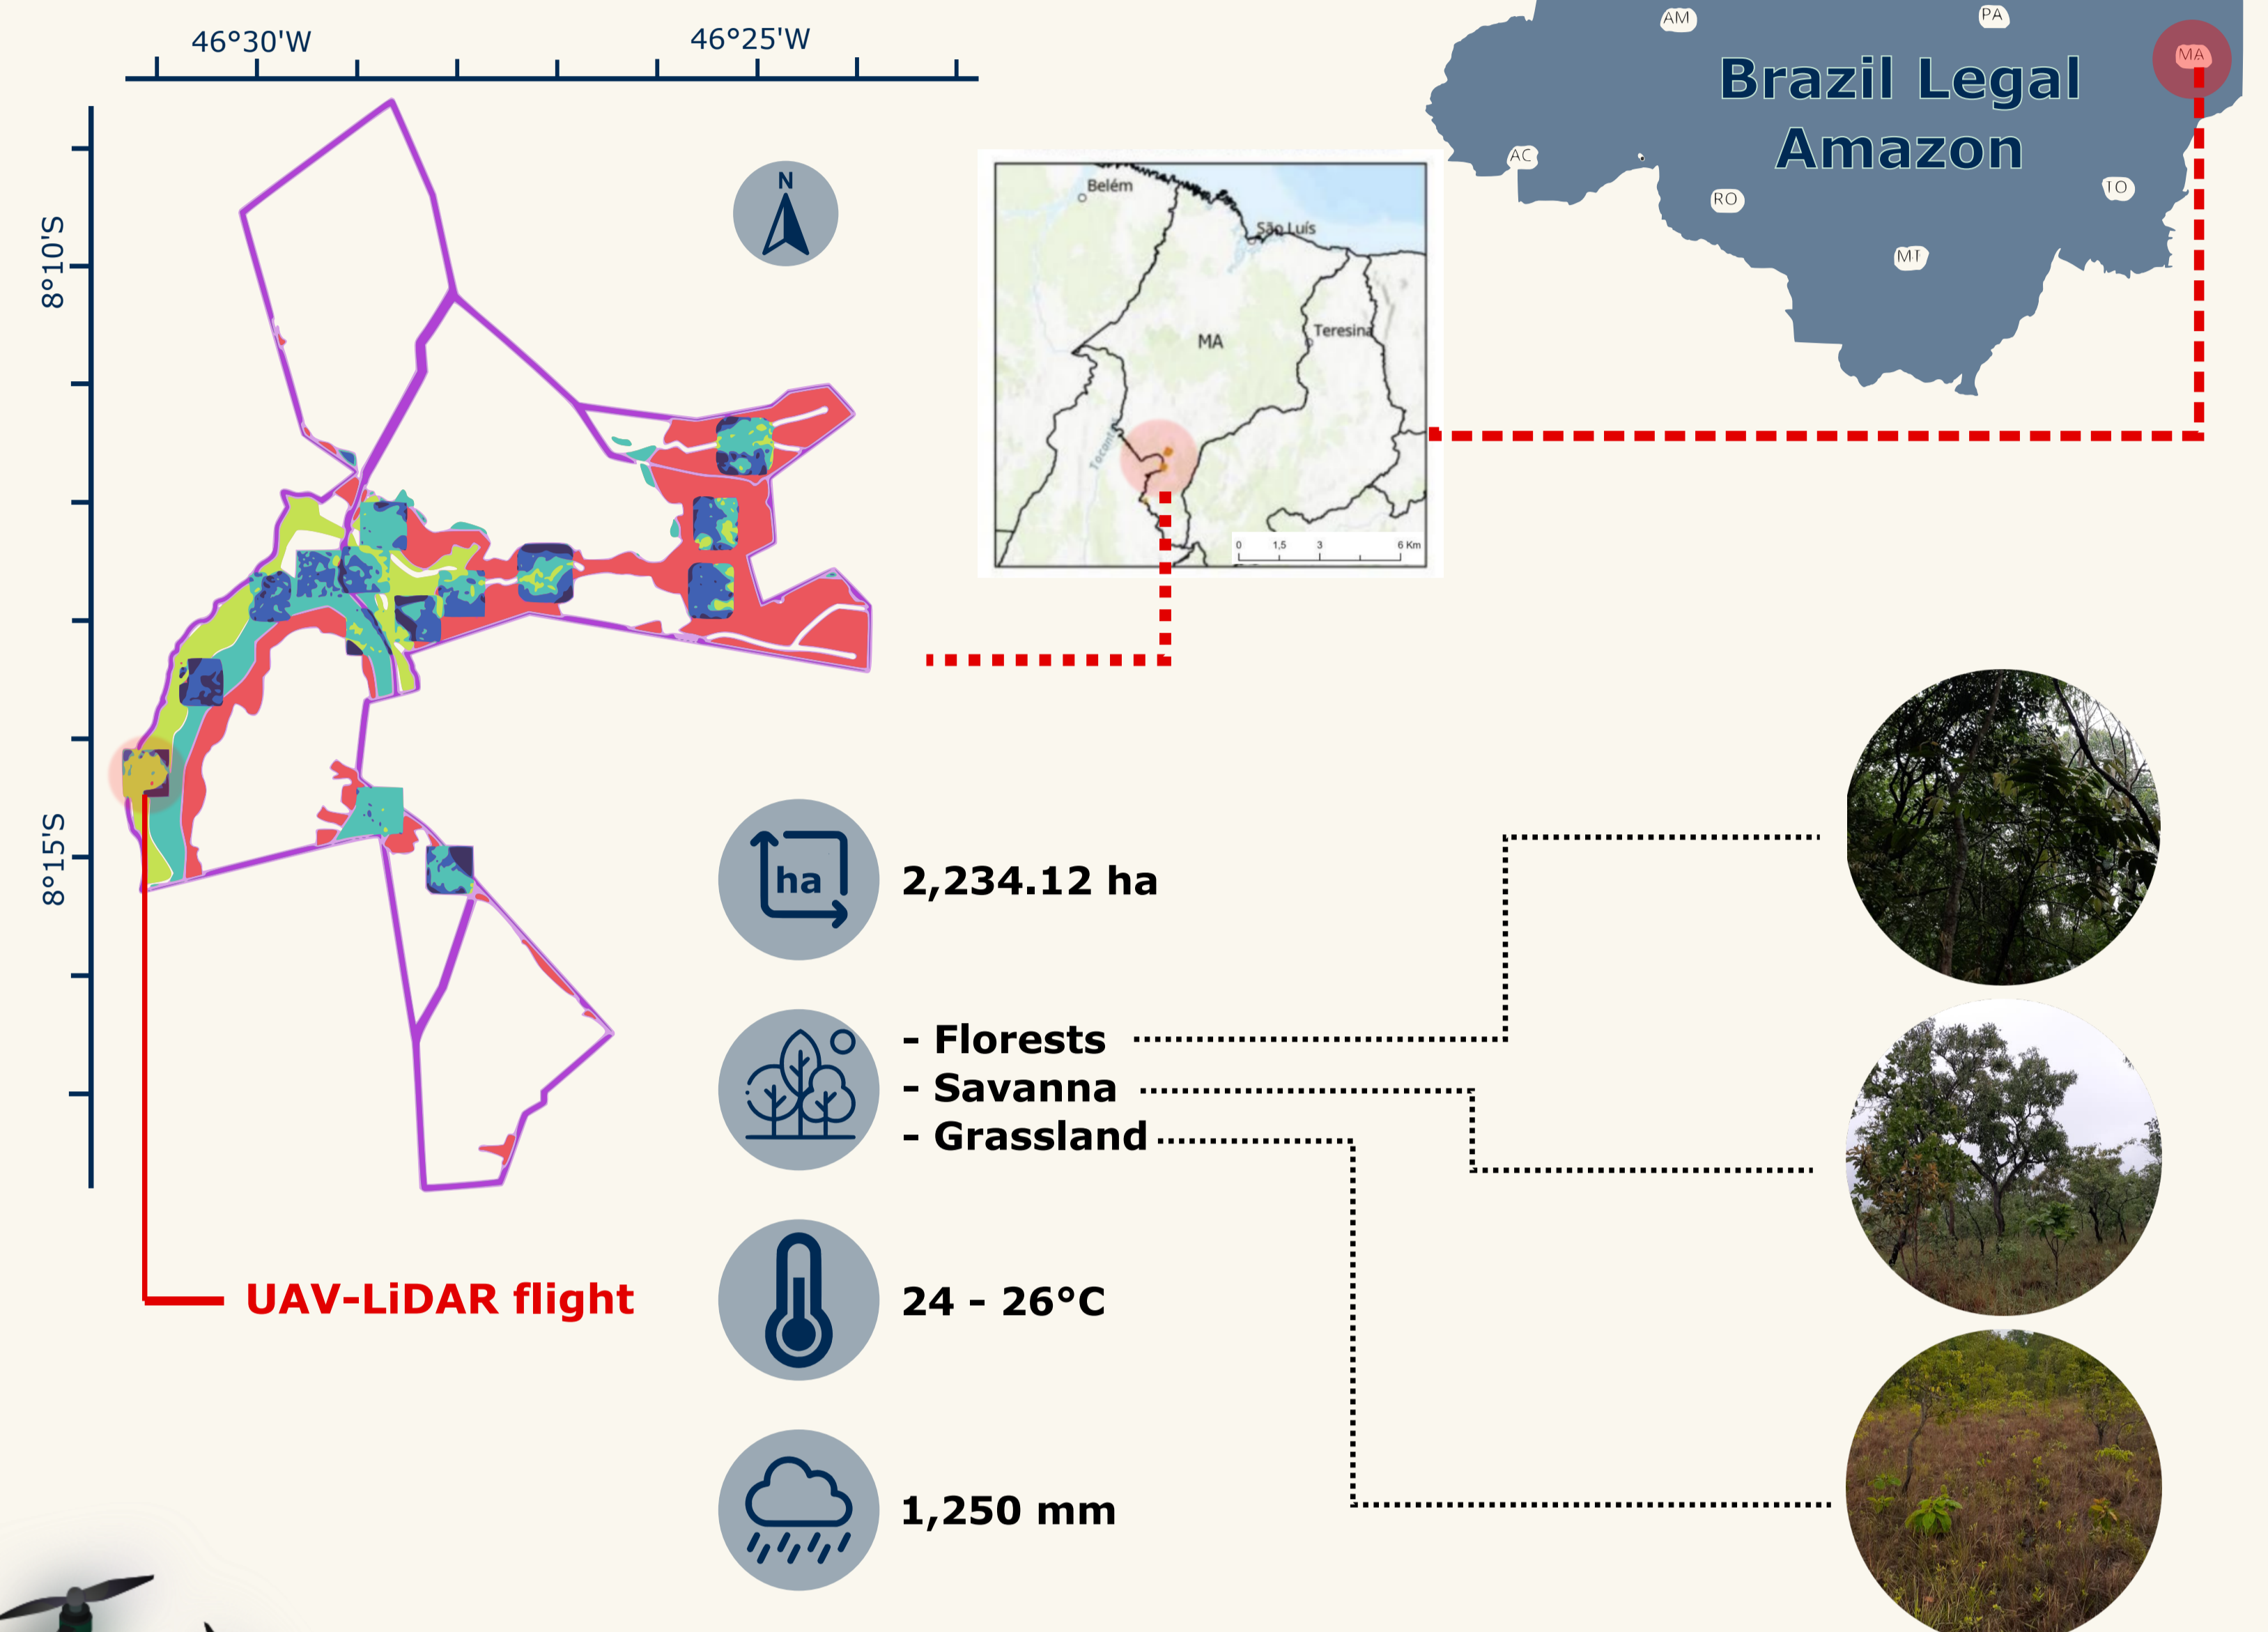 46°30'W
46°25'W
8°10'S
8°15'S
N
Belém
São Luís
MA
Teresina
0 1,5 3 6 Km
AM
PA
MA
Brazil Legal
Amazon
AC
RO
TO
MT
ha
2,234.12 ha
- Florests
- Savanna
- Grassland
24 - 26°C
1,250 mm
UAV-LiDAR flight